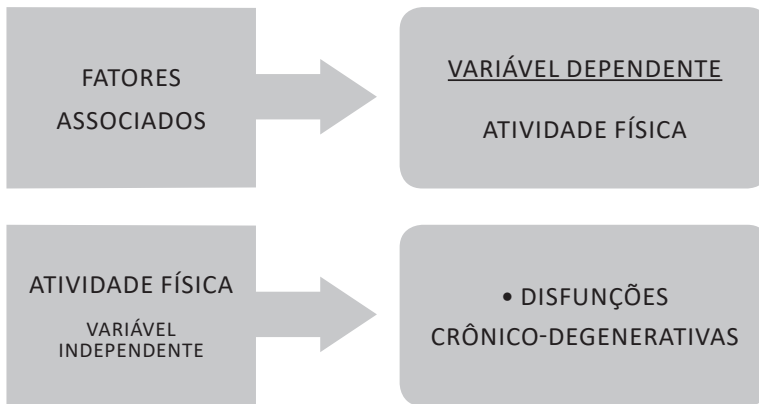 FATORES
ASSOCIADOS
VARIÁVEL DEPENDENTE
ATIVIDADE FÍSICA
ATIVIDADE FÍSICA
VARIÁVEL
INDEPENDENTE
• DISFUNÇÕES
CRÔNICO-DEGENERATIVAS